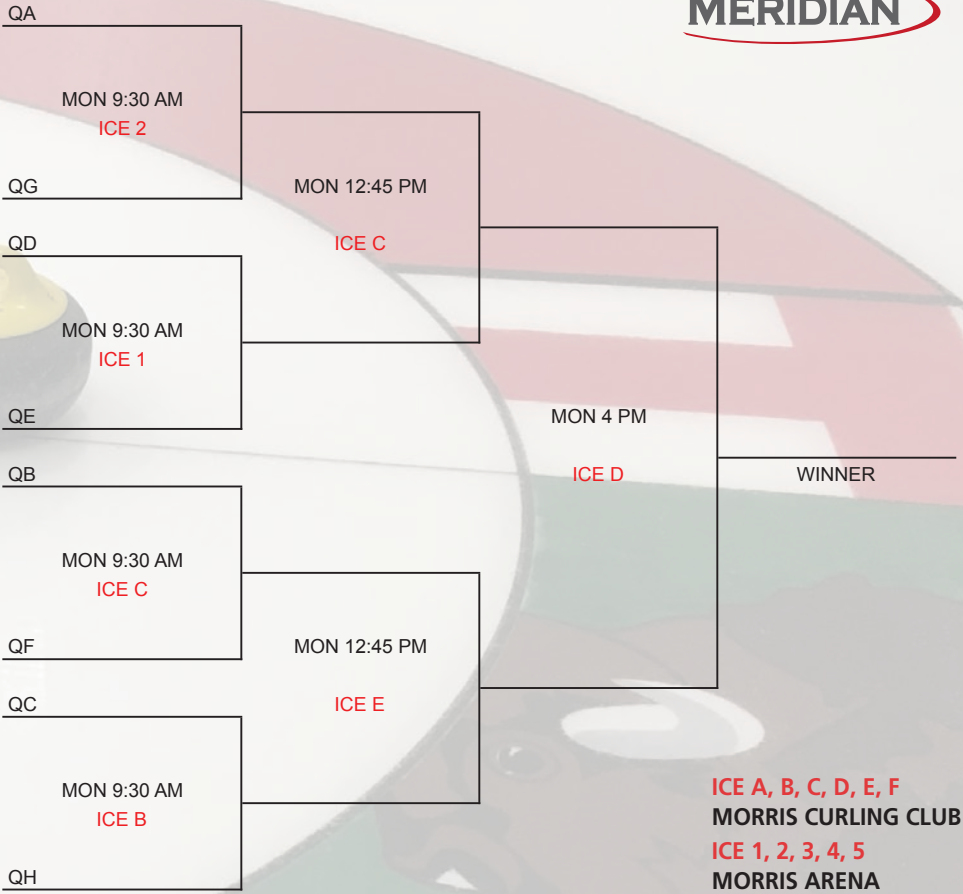 MERIDIAN
QA
MON 9:30 AM
ICE 2
QG
MON 12:45 PM
ICE C
QD
MON 9:30 AM
ICE 1
QE
MON 4 PM
ICE D
WINNER
QB
MON 9:30 AM
ICE C
QF
MON 12:45 PM
ICE E
QC
MON 9:30 AM
ICE B
QH
ICE A, B, C, D, E, F
MORRIS CURLING CLUB
ICE 1, 2, 3, 4, 5
MORRIS ARENA